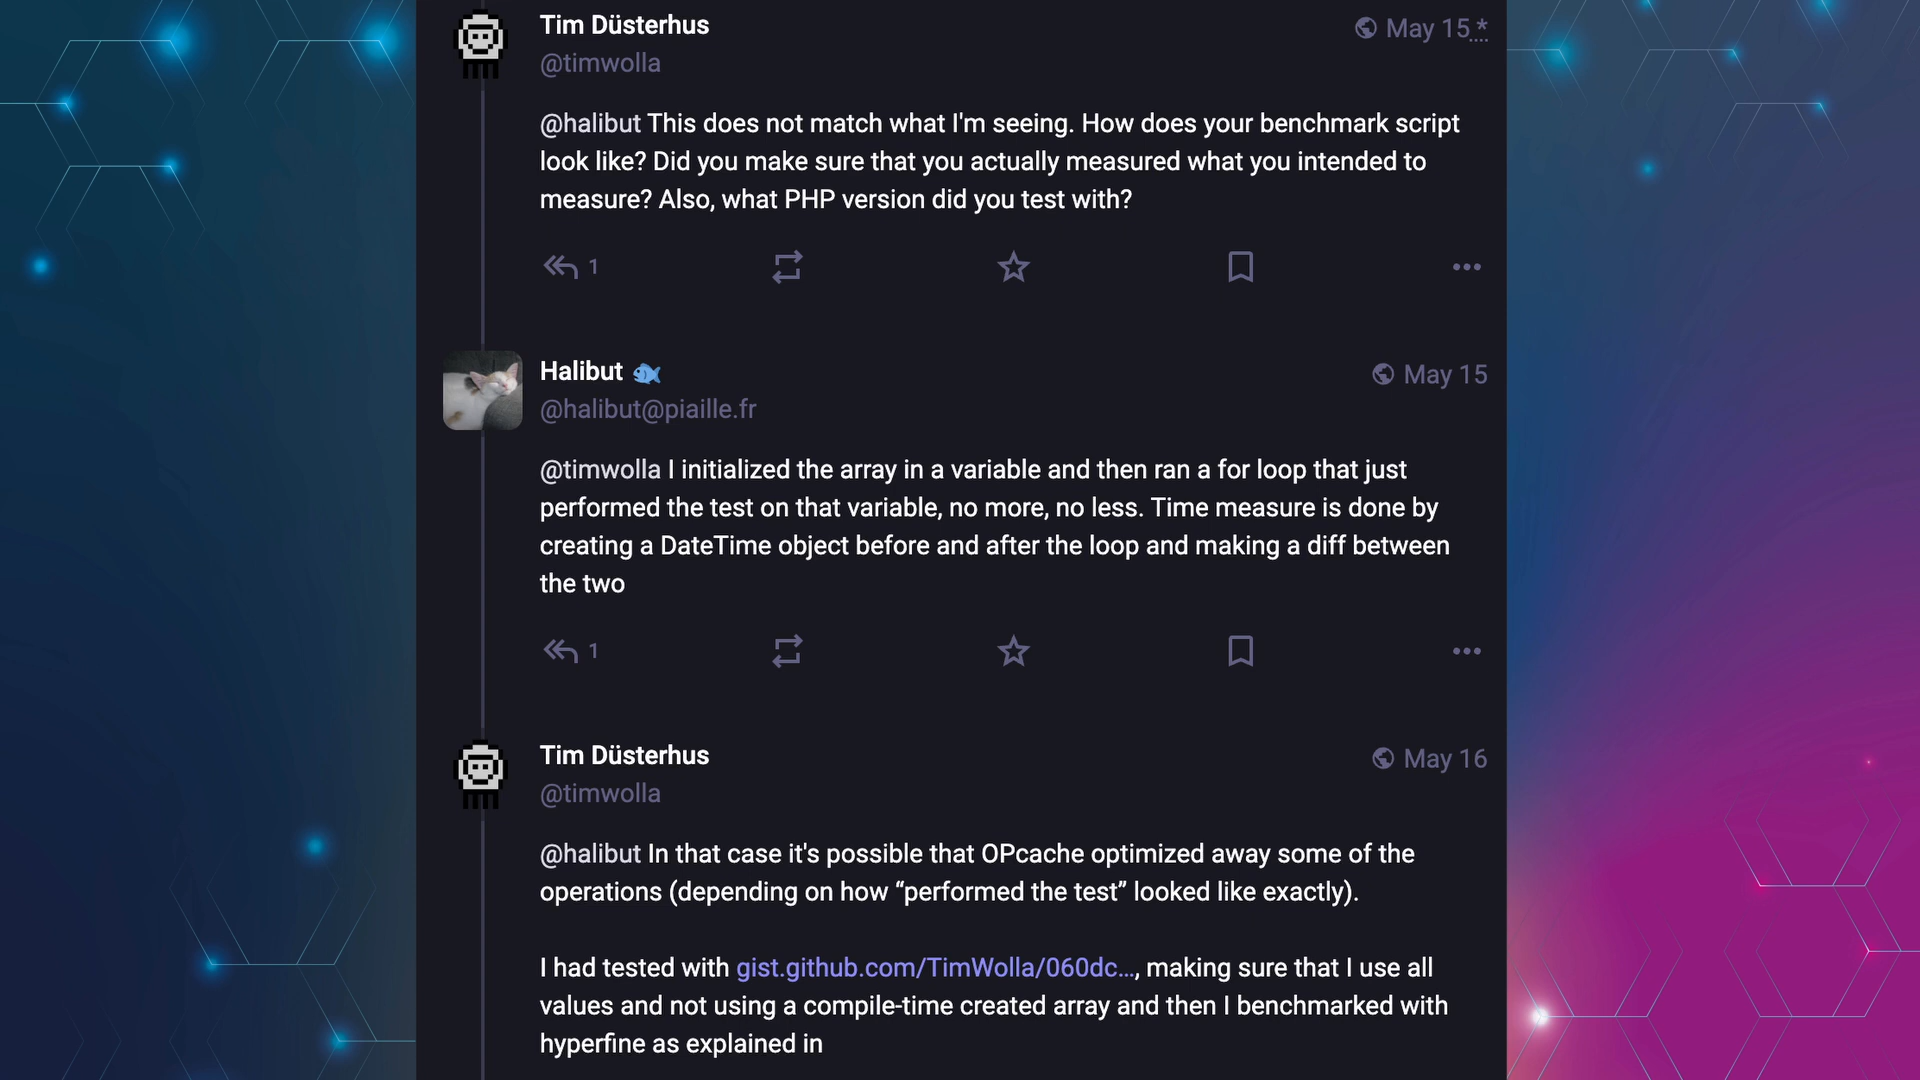 Tim Düsterhus
May 15*
@timwolla
@halibut This does not match what I'm seeing. How does your benchmark script
look like? Did you make sure that you actually measured what you intended to
measure? Also, what PHP version did you test with?
1
Halibut
May 15
@halibut@piaille.fr
@timwolla I initialized the array in a variable and then ran a for loop that just
performed the test on that variable, no more, no less. Time measure is done by
creating a DateTime object before and after the loop and making a diff between
the two
1
Tim Düsterhus
May 16
@timwolla
@halibut In that case it's possible that OPcache optimized away some of the
operations (depending on how “performed the test” looked like exactly).
I had tested with gist.github.com/TimWolla/060dc…, making sure that I use all
values and not using a compile-time created array and then I benchmarked with
hyperfine as explained in